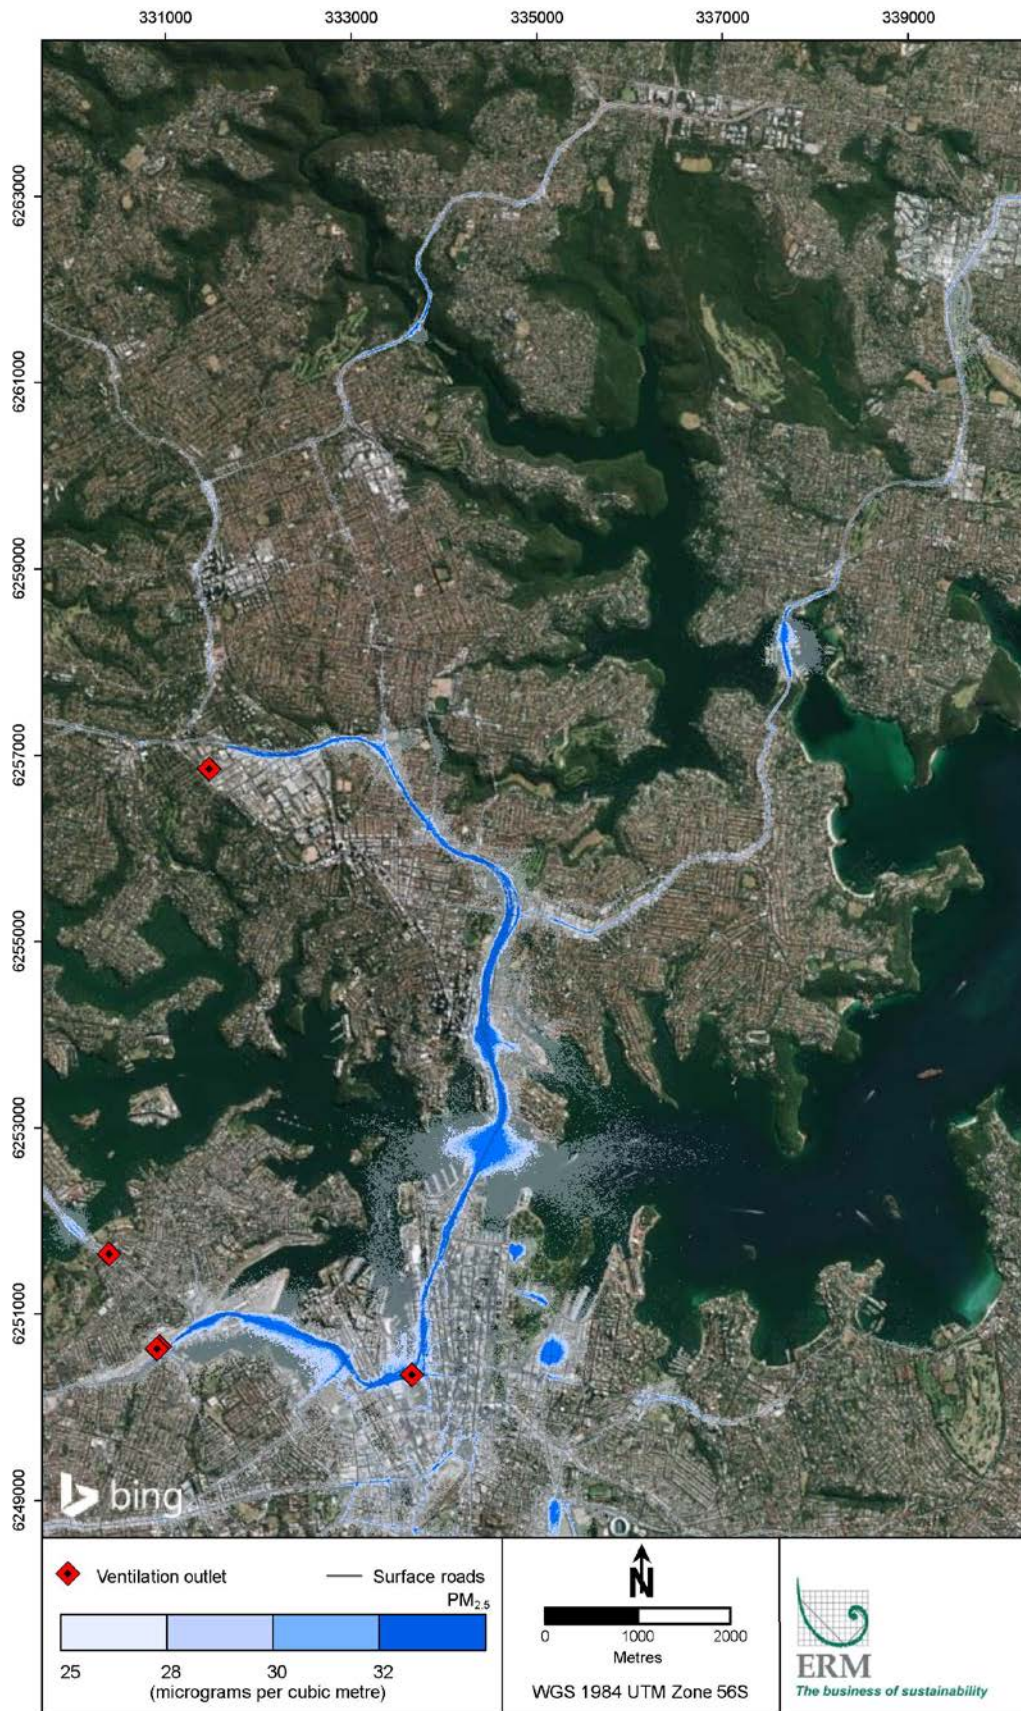 331000 333000 335000 337000 339000
6263000
6261000
6259000
6257000
6255000
6253000
6251000
6249000
bing
Ventilation outlet
Surface roads
PM2.5
25 28 30 32
(micrograms per cubic metre)
N
0 1000 2000
Metres
WGS 1984 UTM Zone 56S
ERM
The business of sustainability